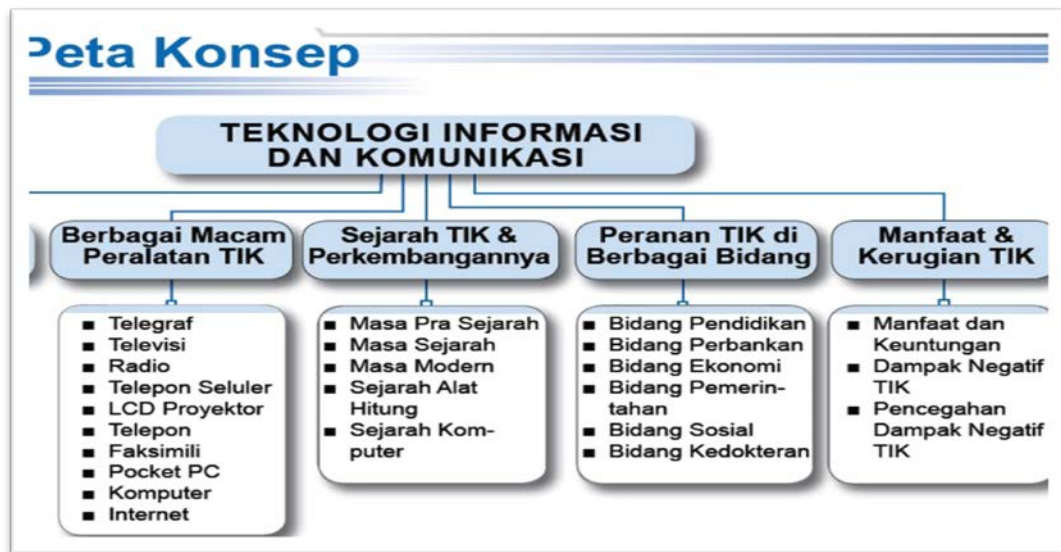 Peta Konsep
TEKNOLOGI INFORMASI
DAN KOMUNIKASI
Berbagai Macam
Peralatan TIK
■ Telegraf
■ Televisi
■ Radio
■ Telepon Seluler
■ LCD Proyektor
■ Telepon
■ Faksimili
■ Pocket PC
■ Komputer
■ Internet
Sejarah TIK &
Perkembangannya
■ Masa Pra Sejarah
■ Masa Sejarah
■ Masa Modern
■ Sejarah Alat
Hitung
■ Sejarah Kom-
puter
Peranan TIK di
Berbagai Bidang
■ Bidang Pendidikan
■ Bidang Perbankan
■ Bidang Ekonomi
■ Bidang Pemerin-
tahan
■ Bidang Sosial
■ Bidang Kedokteran
Manfaat &
Kerugian TIK
■ Manfaat dan
Keuntungan
■ Dampak Negatif
TIK
■ Pencegahan
Dampak Negatif
TIK